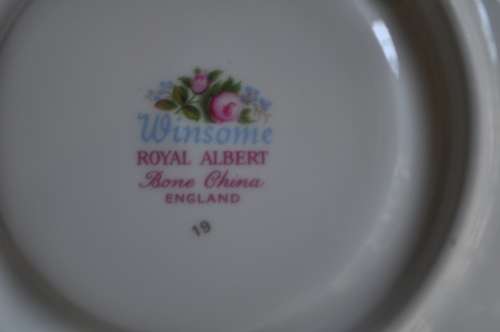 Winsome
ROYAL ALBERT
Bone China
ENGLAND
19